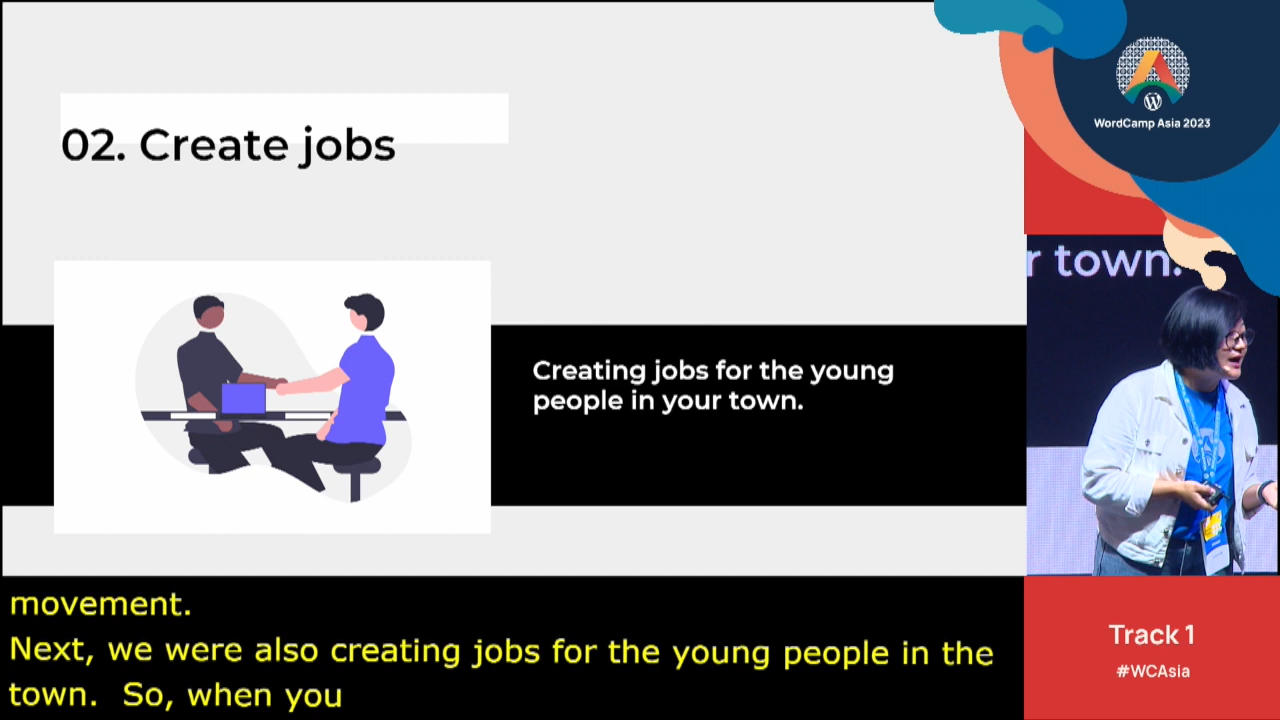 02. Create jobs
Creating jobs for the young
people in your town.
WordCamp Asia 2023
r town.
movement.
Next, we were also creating jobs for the young people in the
town.  So, when you
Track 1
#WCAsia